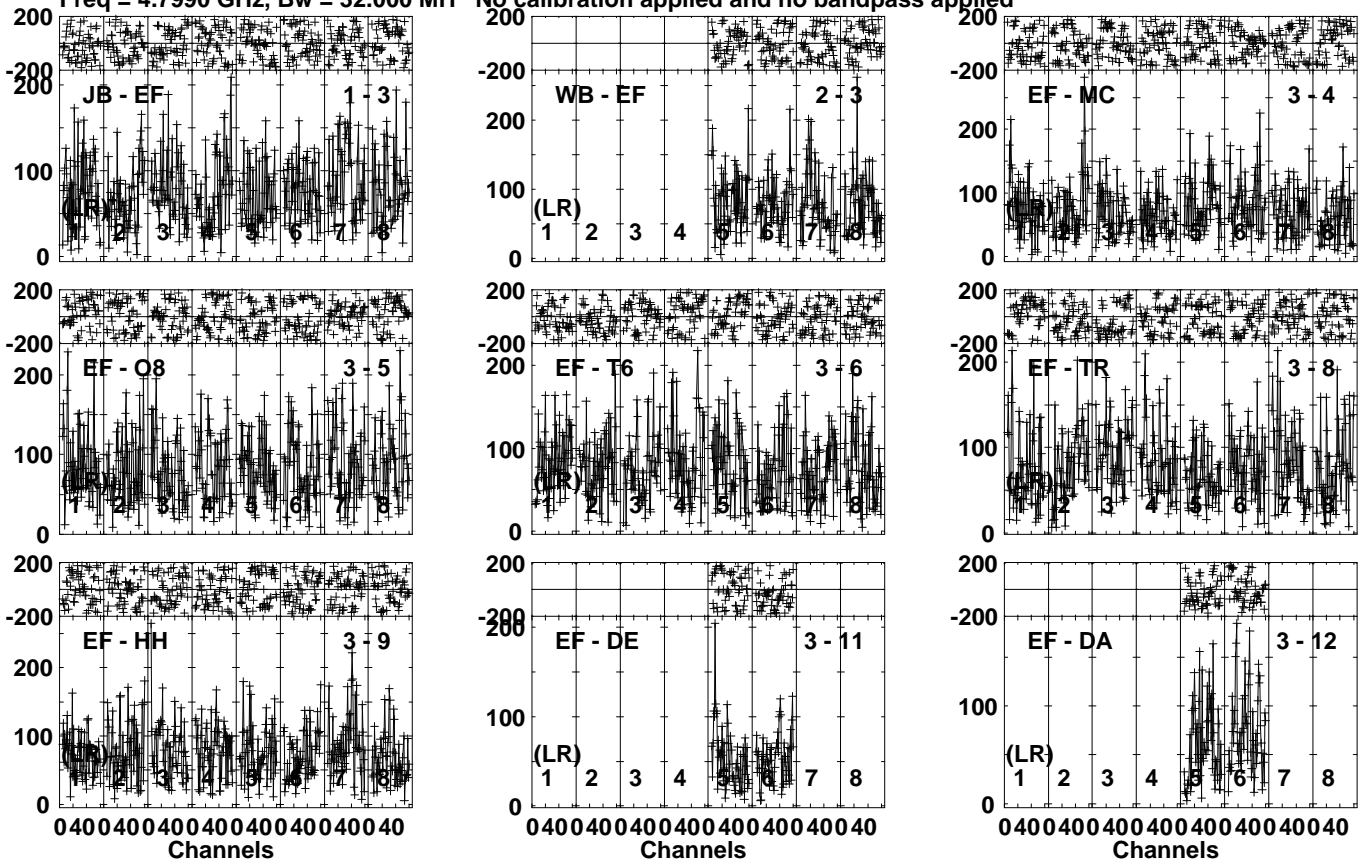 Freq = 4.7990 GHz, Bw = 32.000 MH No calibration applied and no bandpass applied
200 200 200
-200 -200 -200
200
JB - EF 1 - 3 WB - EF 2 - 3 EF - MC 3 - 4
200 200
100 100 100
(LR) (LR) (LR)
1 2 3 4 5 6 7 8 1 2 3 4 5 6 7 8 1 2 3 4 5 6 7 8
0 0 0
200 200 200
-200 -200 -200
EF - O8 3 - 5 EF - T6 3 - 6 EF - TR 3 - 8
200 200 200
100 100 100
(LR) (LR) (LR)
1 2 3 4 5 6 7 8 1 2 3 4 5 6 7 8 1 2 3 4 5 6 7 8
0 0 0
200 200 200
-200 -200 -200
200
EF - HH 3 - 9 EF - DE 3 - 11 EF - DA 3 - 12
200
100 100 100
(LR) (LR) (LR)
1 2 3 4 5 6 7 8 1 2 3 4 5 6 7 8 1 2 3 4 5 6 7 8
0 0 0
0 40 0 40 0 40 0 40 0 40 0 40 0 40 0 40 0 40 0 40 0 40 0 40 0 40 0 40 0 40 0 40 0 40 0 40 0 40 0 40 0 40 0 40 0 40 0 40
Channels Channels Channels